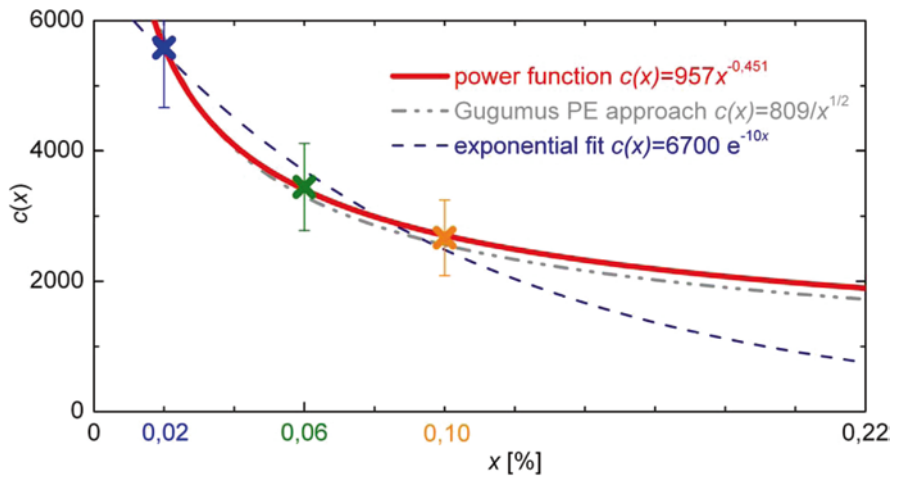 6000
4000
2000
0
c(x)
power function c(x)=957x^-0,451
Gugumus PE approach c(x)=809/x^1/2
exponential fit c(x)=6700 e^-10x
0 0,02 0,06 0,10 0,22
x [%]